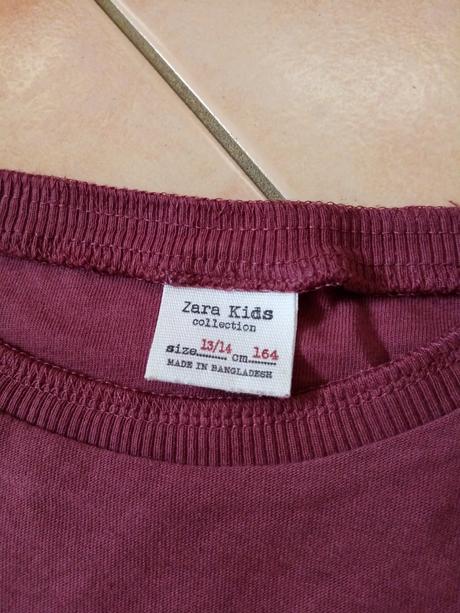 Zara Kids
collection
size 13/14 cm 164
MADE IN BANGLADESH